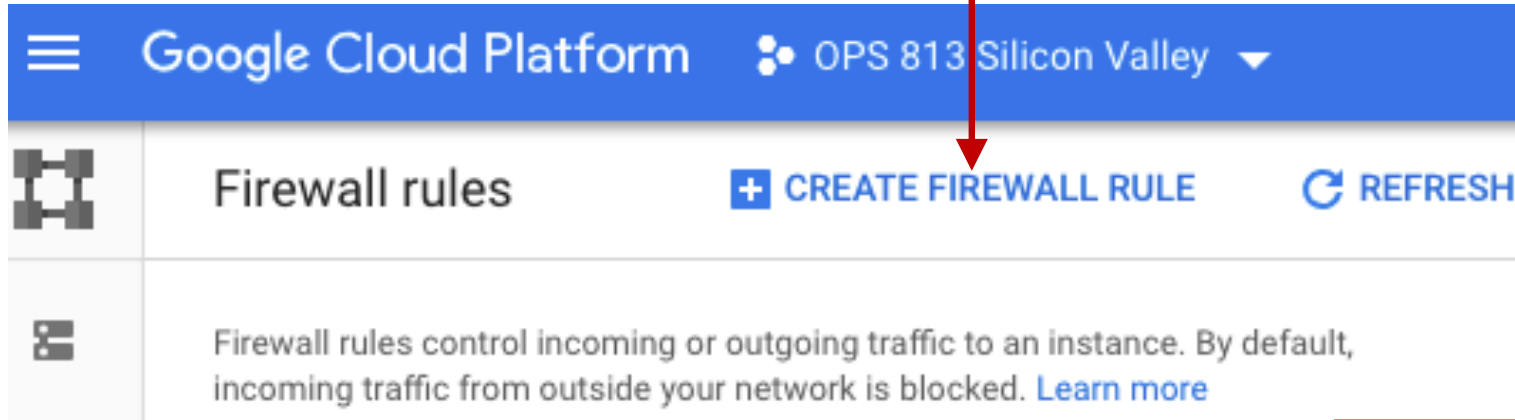 Google Cloud Platform OPS 813 Silicon Valley
Firewall rules CREATE FIREWALL RULE REFRESH
Firewall rules control incoming or outgoing traffic to an instance. By default,
incoming traffic from outside your network is blocked. Learn more